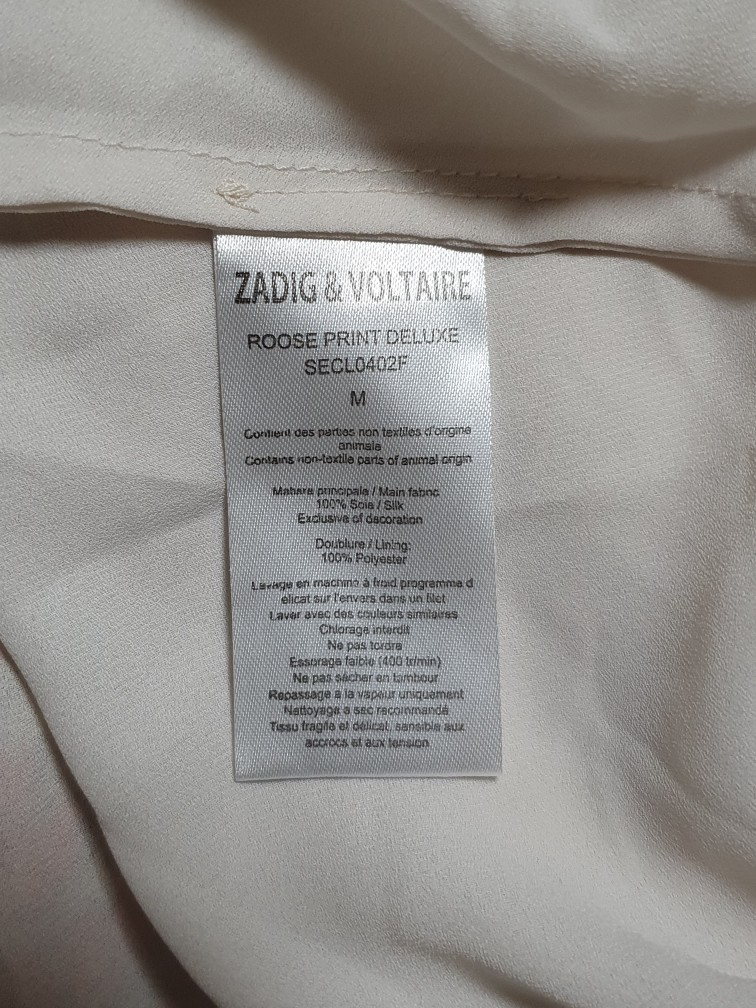 ZADIG & VOLTAIRE
ROOSE PRINT DELUXE
SECL0402F
M
Contient des parties non textiles d'origine
animale
Contains non-textile parts of animal origin
Matière principale / Main fabric
100% Soie / Silk
Exclusive of decoration
Doublure / Lining:
100% Polyester
Lavage en machine à froid programme d
élicat sur l'envers dans un filet
Laver avec des couleurs similaires
Chlorage interdit
Ne pas tordre
Essorage faible (400 tr/min)
Ne pas sécher en tambour
Repassage à la vapeur uniquement
Nettoyage à sec recommandé
Tissu fragile et délicat, sensible aux
accrocs et aux tension